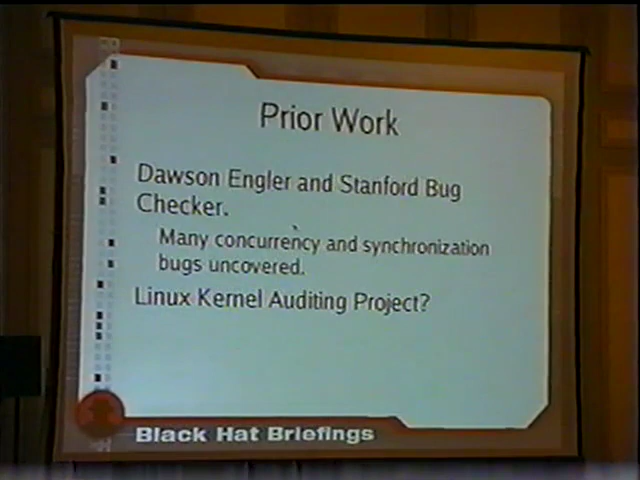 Prior Work
Dawson Engler and Stanford Bug
Checker.
Many concurrency and synchronization
bugs uncovered.
Linux Kernel Auditing Project?
Black Hat Briefings